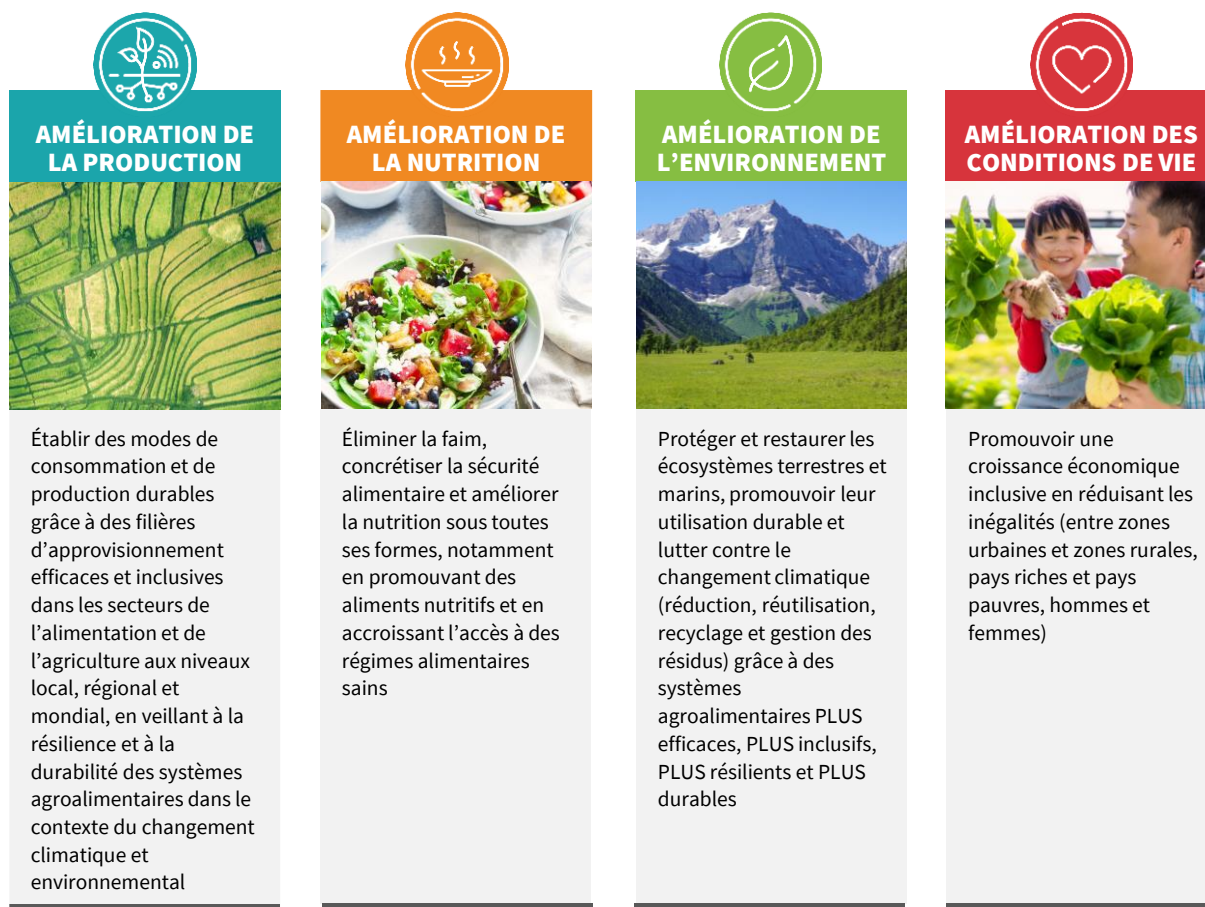 AMÉLIORATION DE
LA PRODUCTION
Établir des modes de
consommation et de
production durables
grâce à des filières
d’approvisionnement
efficaces et inclusives
dans les secteurs de
l’alimentation et de
l’agriculture aux niveaux
local, régional et
mondial, en veillant à la
résilience et à la
durabilité des systèmes
agroalimentaires dans le
contexte du changement
climatique et
environnemental
AMÉLIORATION DE
LA NUTRITION
Éliminer la faim,
concrétiser la sécurité
alimentaire et améliorer
la nutrition sous toutes
ses formes, notamment
en promouvant des
aliments nutritifs et en
accroissant l’accès à des
régimes alimentaires
sains
AMÉLIORATION DE
L’ENVIRONNEMENT
Protéger et restaurer les
écosystèmes terrestres et
marins, promouvoir leur
utilisation durable et
lutter contre le
changement climatique
(réduction, réutilisation,
recyclage et gestion des
résidus) grâce à des
systèmes
agroalimentaires PLUS
efficaces, PLUS inclusifs,
PLUS résilients et PLUS
durables
AMÉLIORATION DES
CONDITIONS DE VIE
Promouvoir une
croissance économique
inclusive en réduisant les
inégalités (entre zones
urbaines et zones rurales,
pays riches et pays
pauvres, hommes et
femmes)